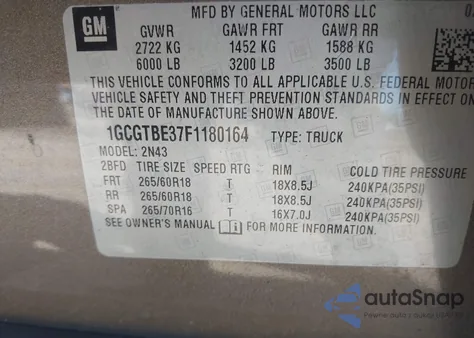 GM
MFD BY GENERAL MOTORS LLC
GVWR GAWR FRT GAWR RR
2722 KG 1452 KG 1588 KG
6000 LB 3200 LB 3500 LB
THIS VEHICLE CONFORMS TO ALL APPLICABLE U.S. FEDERAL MOTOR
VEHICLE SAFETY AND THEFT PREVENTION STANDARDS IN EFFECT ON
THE DATE OF MANUFACTURE SHOWN ABOVE.
1GCGTBE37F1180164 TYPE: TRUCK
MODEL: 2N43
2BFD TIRE SIZE SPEED RTG RIM COLD TIRE PRESSURE
FRT 265/60R18 T 18X8.5J 240KPA(35PSI)
RR 265/60R18 T 18X8.5J 240KPA(35PSI)
SPA 265/70R16 T 16X7.0J 240KPA(35PSI)
SEE OWNER'S MANUAL FOR MORE INFORMATION.
autoSnap